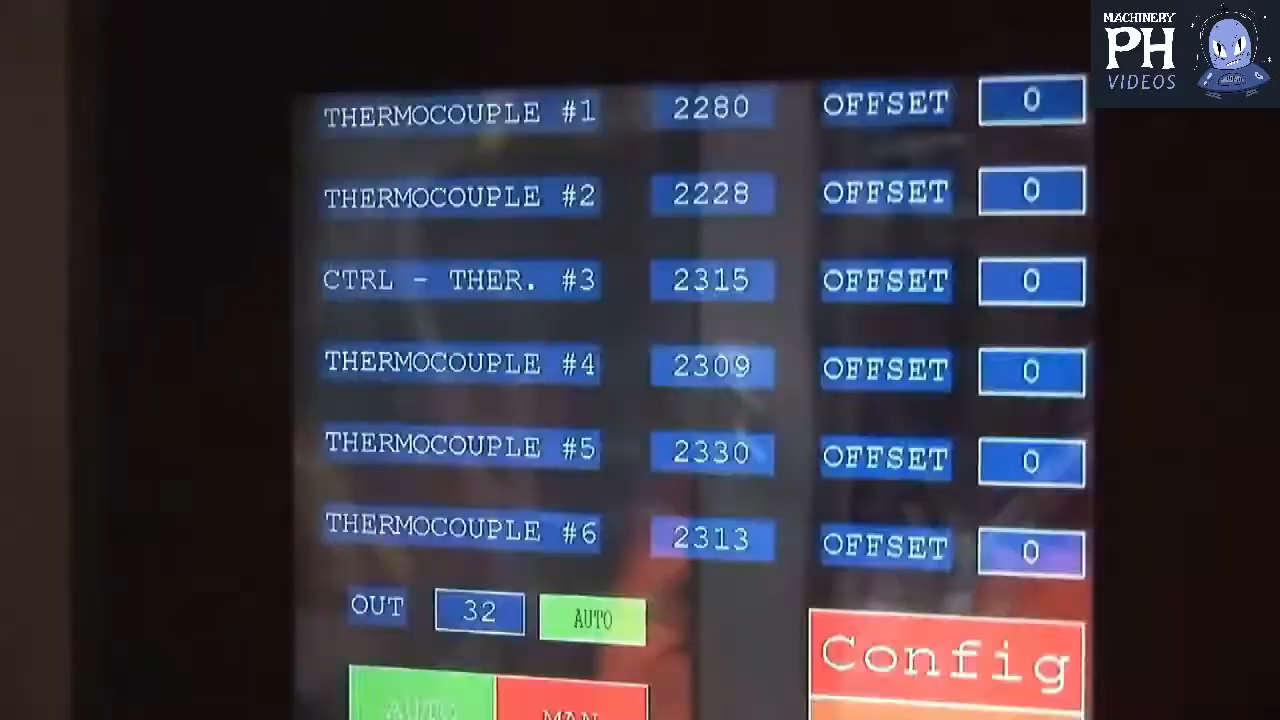 MACHINERY
PH
VIDEOS
THERMOCOUPLE #1 2280 OFFSET 0
THERMOCOUPLE #2 2228 OFFSET 0
CTRL - THER. #3 2315 OFFSET 0
THERMOCOUPLE #4 2309 OFFSET 0
THERMOCOUPLE #5 2330 OFFSET 0
THERMOCOUPLE #6 2313 OFFSET 0
OUT 32 AUTO
Config
AUTO MAN